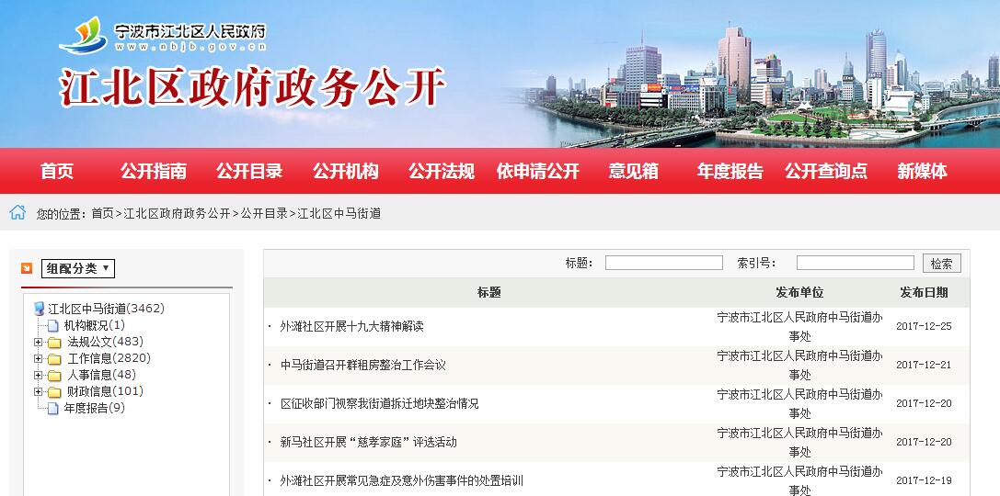 宁波市江北区人民政府
www.nbjb.gov.cn
江北区政府政务公开
首页 公开指南 公开目录 公开机构 公开法规 依申请公开 意见箱 年度报告 公开查询点 新媒体
您的位置：首页>江北区政府政务公开>公开目录>江北区中马街道
组配分类 ▼
江北区中马街道(3462)
机构概况(1)
法规公文(483)
工作信息(2820)
人事信息(48)
财政信息(101)
年度报告(9)
标题： 索引号： 检索
标题 发布单位 发布日期
· 外滩社区开展十九大精神解读 宁波市江北区人民政府中马街道办 2017-12-25
事处
· 中马街道召开群租房整治工作会议 宁波市江北区人民政府中马街道办 2017-12-21
事处
· 区征收部门视察我街道拆迁地块整治情况 宁波市江北区人民政府中马街道办 2017-12-20
事处
· 新马社区开展“慈孝家庭”评选活动 宁波市江北区人民政府中马街道办 2017-12-20
事处
· 外滩社区开展常见急症及意外伤害事件的处置培训 宁波市江北区人民政府中马街道办 2017-12-19
事处